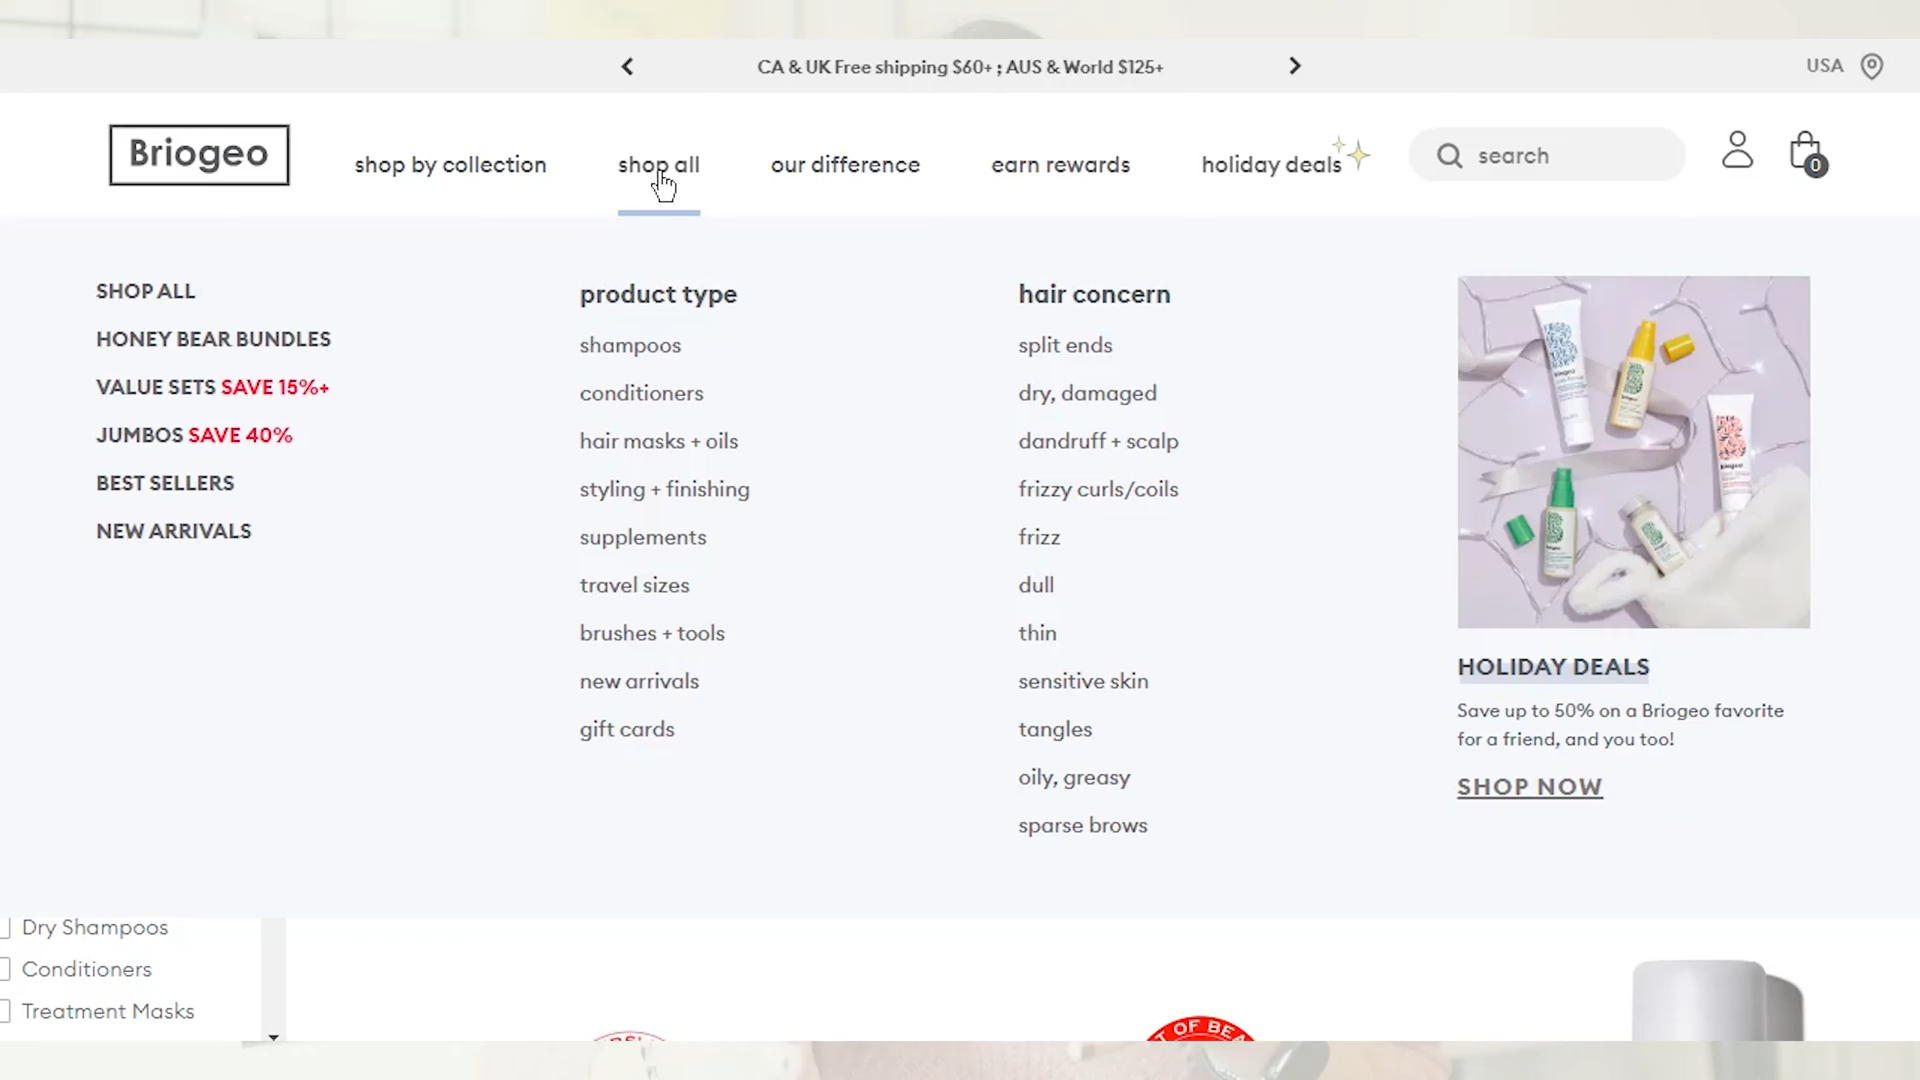 CA & UK Free shipping $60+ ; AUS & World $125+
USA
Briogeo
shop by collection
shop all
our difference
earn rewards
holiday deals
search
0
SHOP ALL
HONEY BEAR BUNDLES
VALUE SETS SAVE 15%+
JUMBOS SAVE 40%
BEST SELLERS
NEW ARRIVALS
product type
shampoos
conditioners
hair masks + oils
styling + finishing
supplements
travel sizes
brushes + tools
new arrivals
gift cards
hair concern
split ends
dry, damaged
dandruff + scalp
frizzy curls/coils
frizz
dull
thin
sensitive skin
tangles
oily, greasy
sparse brows
briogeo
briogeo
briogeo
HOLIDAY DEALS
Save up to 50% on a Briogeo favorite
for a friend, and you too!
SHOP NOW
Dry Shampoos
Conditioners
Treatment Masks
OF BEA